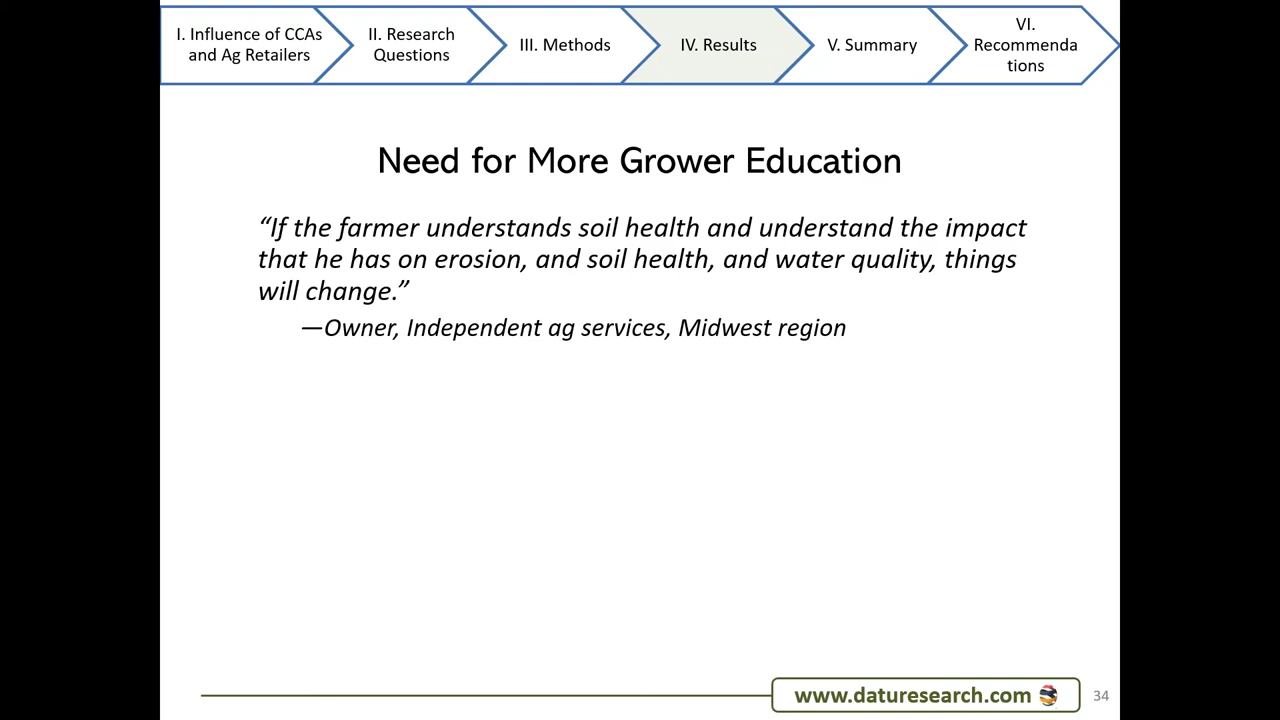 I. Influence of CCAs
and Ag Retailers
II. Research
Questions
III. Methods
IV. Results
V. Summary
VI.
Recommenda
tions
Need for More Grower Education
“If the farmer understands soil health and understand the impact
that he has on erosion, and soil health, and water quality, things
will change.”
—Owner, Independent ag services, Midwest region
www.daturesearch.com
34